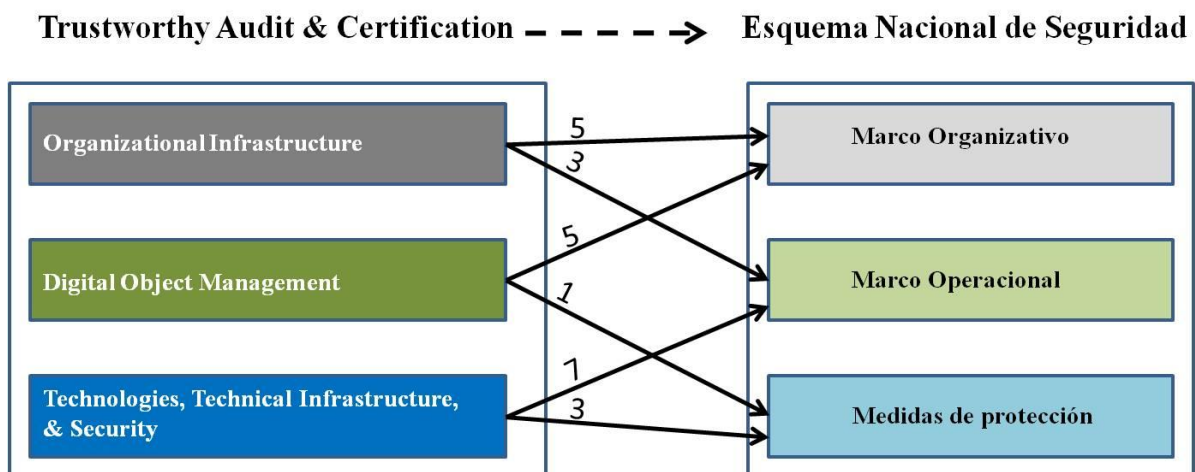 Trustworthy Audit & Certification
Esquema Nacional de Seguridad
Organizational Infrastructure
5
3
Marco Organizativo
Digital Object Management
5
1
Marco Operacional
Technologies, Technical Infrastructure,
& Security
7
3
Medidas de protección